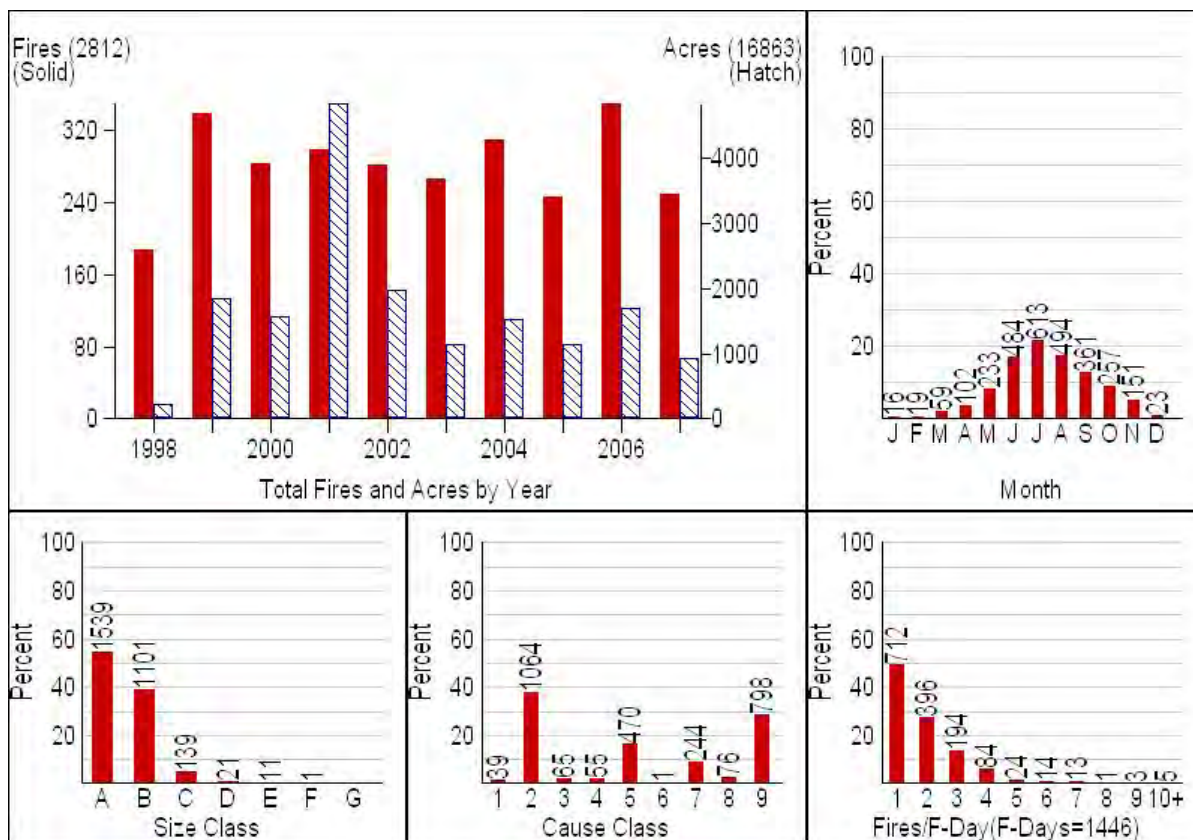 Fires (2812)
(Solid)
Acres (16863)
(Hatch)
320
240
160
80
0
4000
3000
2000
1000
0
1998 2000 2002 2004 2006
Total Fires and Acres by Year
Percent
100
80
60
40
20
16 19 59 102 233 484 613 494 361 257 151 23
J F M A M J J A S O N D
Month
Percent
100
80
60
40
20
1539 1101 139 21 11 1
A B C D E F G
Size Class
Percent
100
80
60
40
20
39 1064 65 55 470 1 244 76 798
1 2 3 4 5 6 7 8 9
Cause Class
Percent
100
80
60
40
20
712 396 194 84 24 14 13 1 3 5
1 2 3 4 5 6 7 8 9 10+
Fires/F-Day(F-Days=1446)